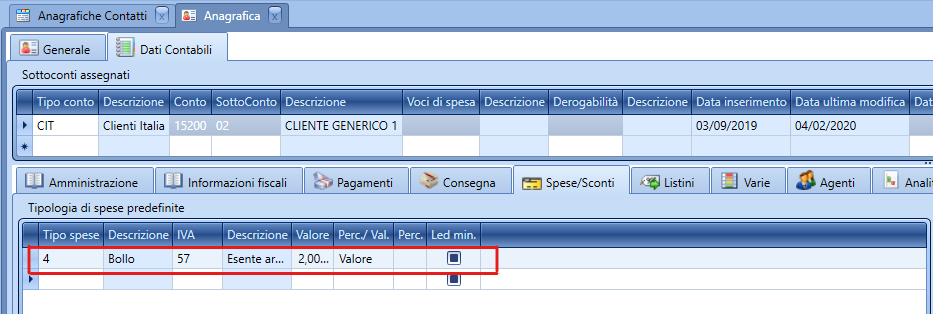 Anagrafiche Contatti x Anagrafica x
Generale Dati Contabili
Sottoconti assegnati
Tipo conto Descrizione Conto SottoConto Descrizione Voci di spesa Descrizione Derogabilità Descrizione Data inserimento Data ultima modifica Dat
CIT Clienti Italia 15200 02 CLIENTE GENERICO 1 03/09/2019 04/02/2020
Amministrazione Informazioni fiscali Pagamenti Consegna Spese/Sconti Listini Varie Agenti Analit
Tipologia di spese predefinite
Tipo spese Descrizione IVA Descrizione Valore Perc./ Val. Perc. Led min.
4 Bollo 57 Esente ar... 2,00... Valore